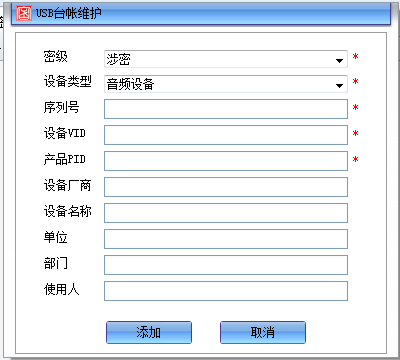 USB台帐维护
密级 涉密 *
设备类型 音频设备 *
序列号 *
设备VID *
产品PID *
设备厂商
设备名称
单位
部门
使用人
添加 取消